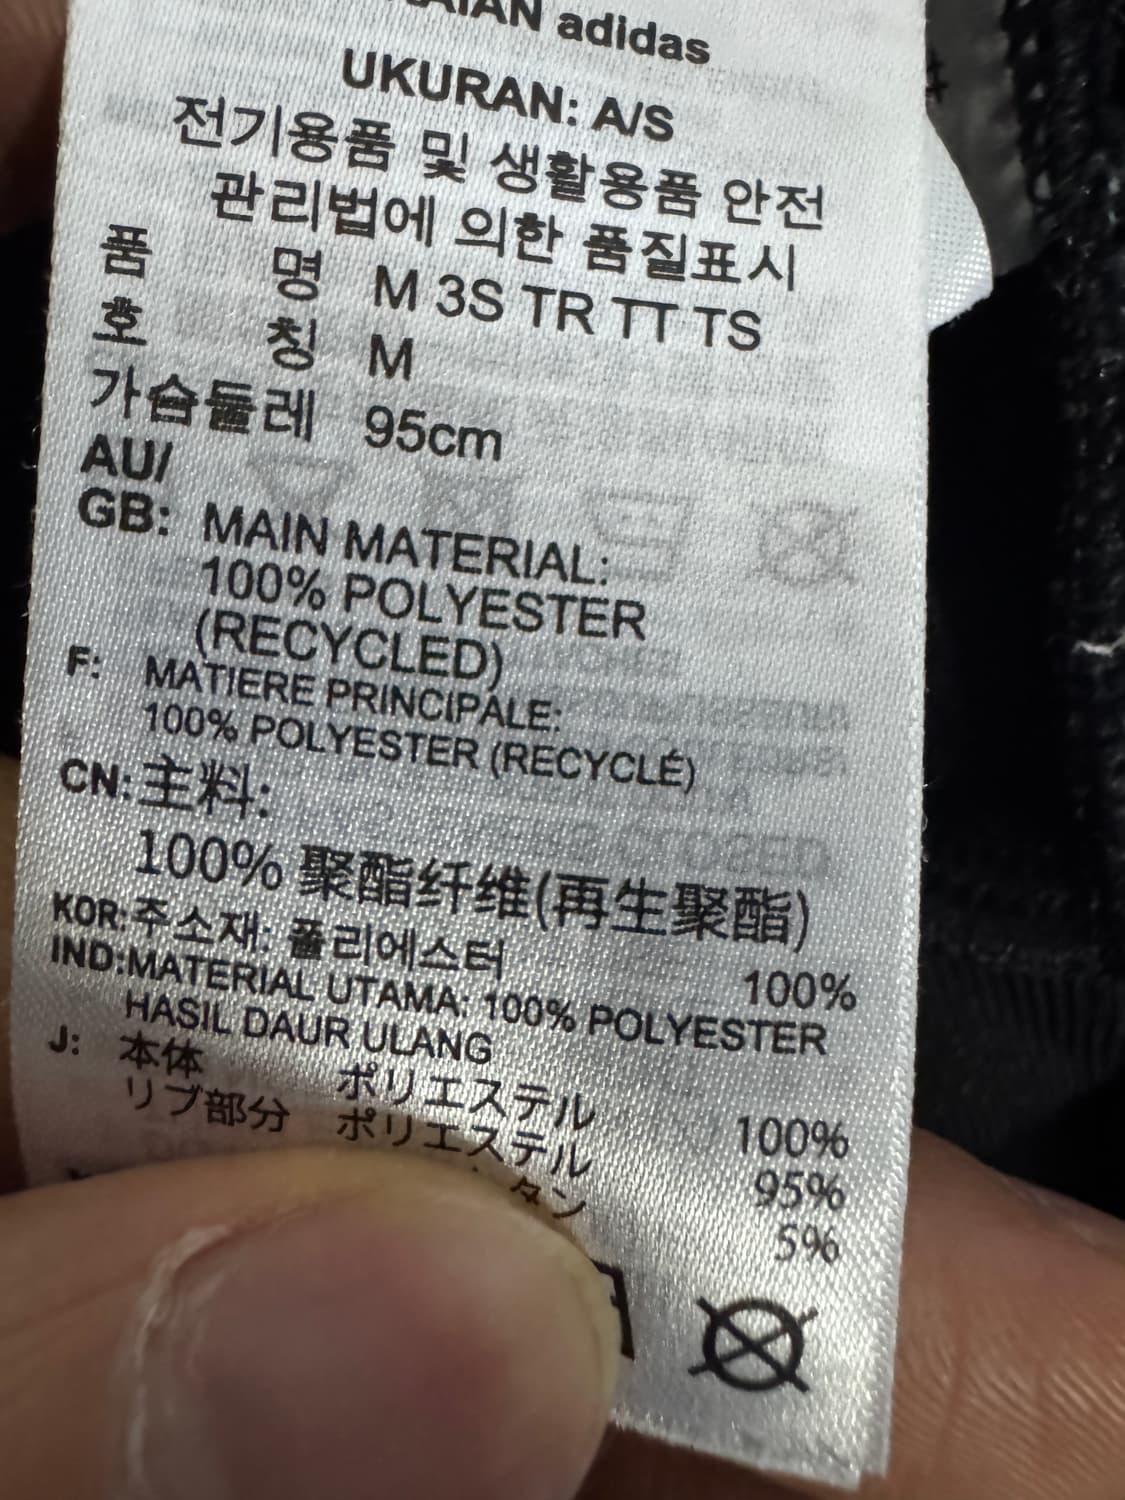 adidas
UKURAN: A/S
전기용품 및 생활용품 안전
관리법에 의한 품질표시
품 명 M 3S TR TT TS
호 칭 M
가슴둘레 95cm
AU/
GB: MAIN MATERIAL:
100% POLYESTER
(RECYCLED)
F: MATIERE PRINCIPALE:
100% POLYESTER (RECYCLÉ)
CN: 主料:
100% 聚酯纤维(再生聚酯)
KOR: 주소재: 폴리에스터 100%
IND: MATERIAL UTAMA: 100% POLYESTER
HASIL DAUR ULANG
J: 本体 ポリエステル 100%
リブ部分 ポリエステル 95%
5%